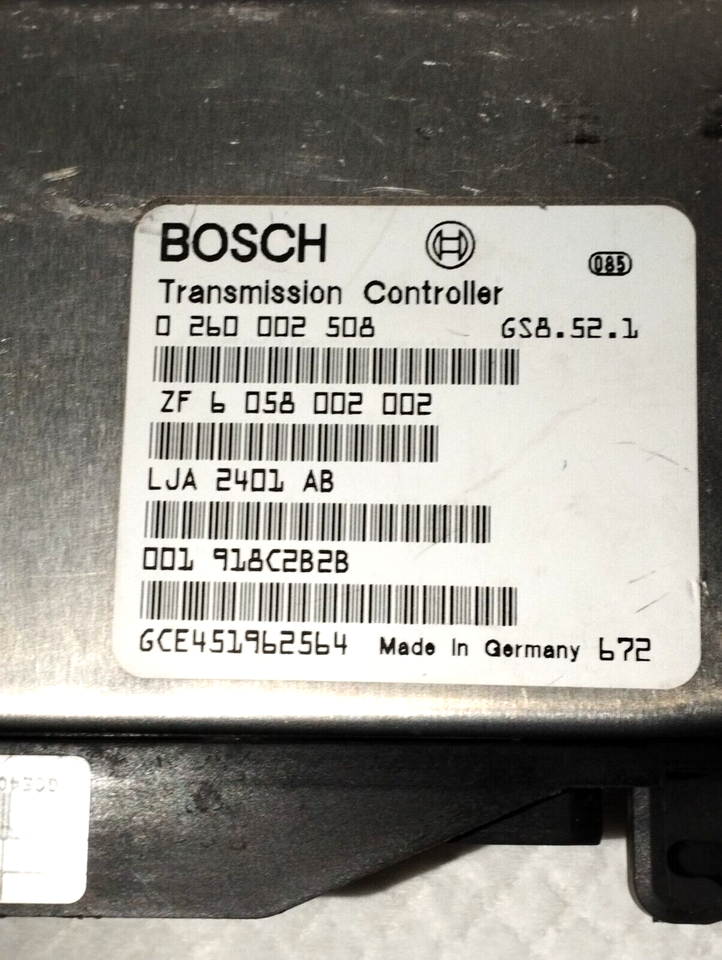 BOSCH
085
Transmission Controller
0 260 002 508 GS8.52.1
ZF 6 058 002 002
LJA 2401 AB
001 918C2B2B
GCE451962564 Made In Germany 672